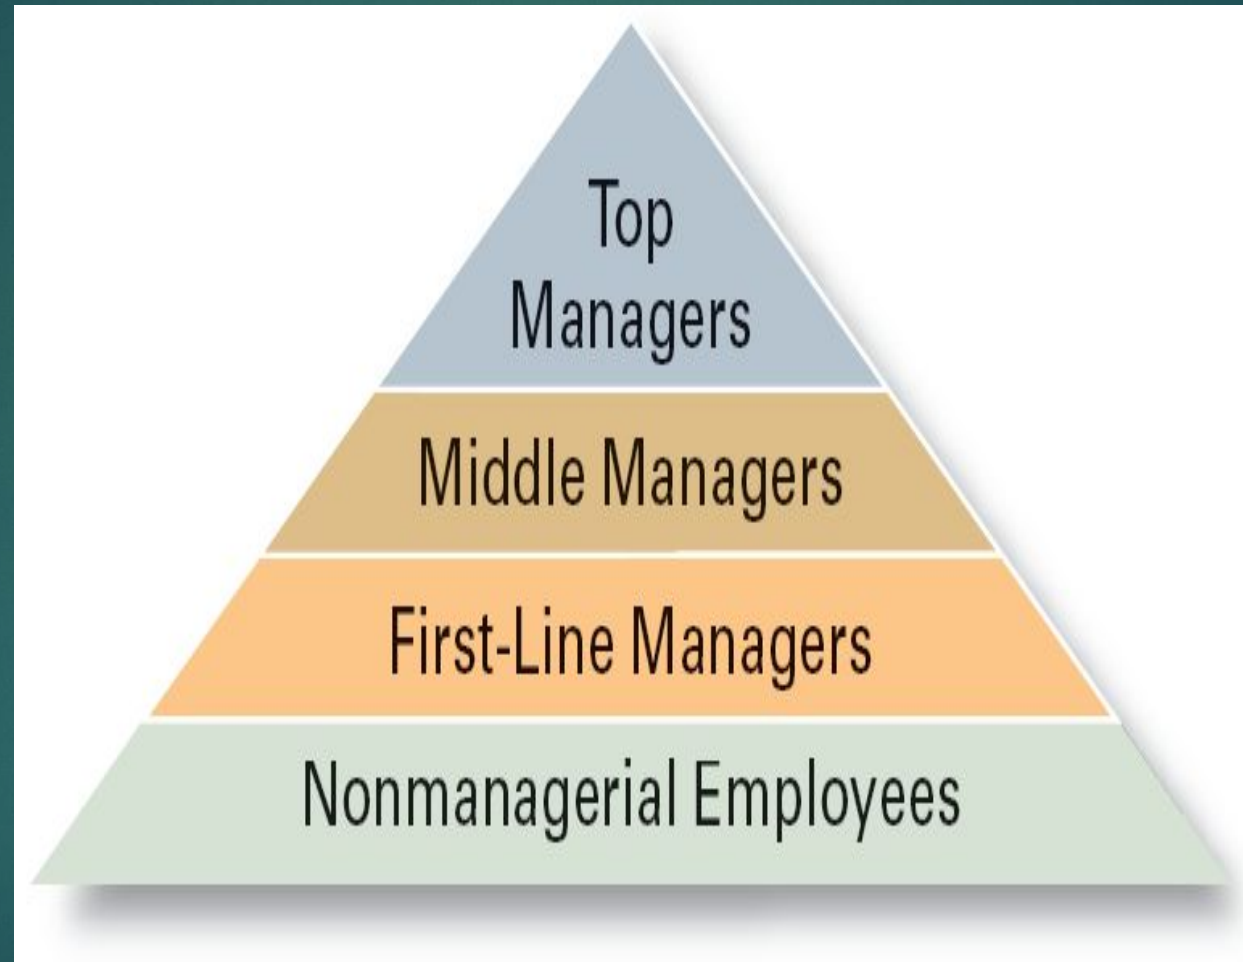 Top
Managers
Middle Managers
First-Line Managers
Nonmanagerial Employees